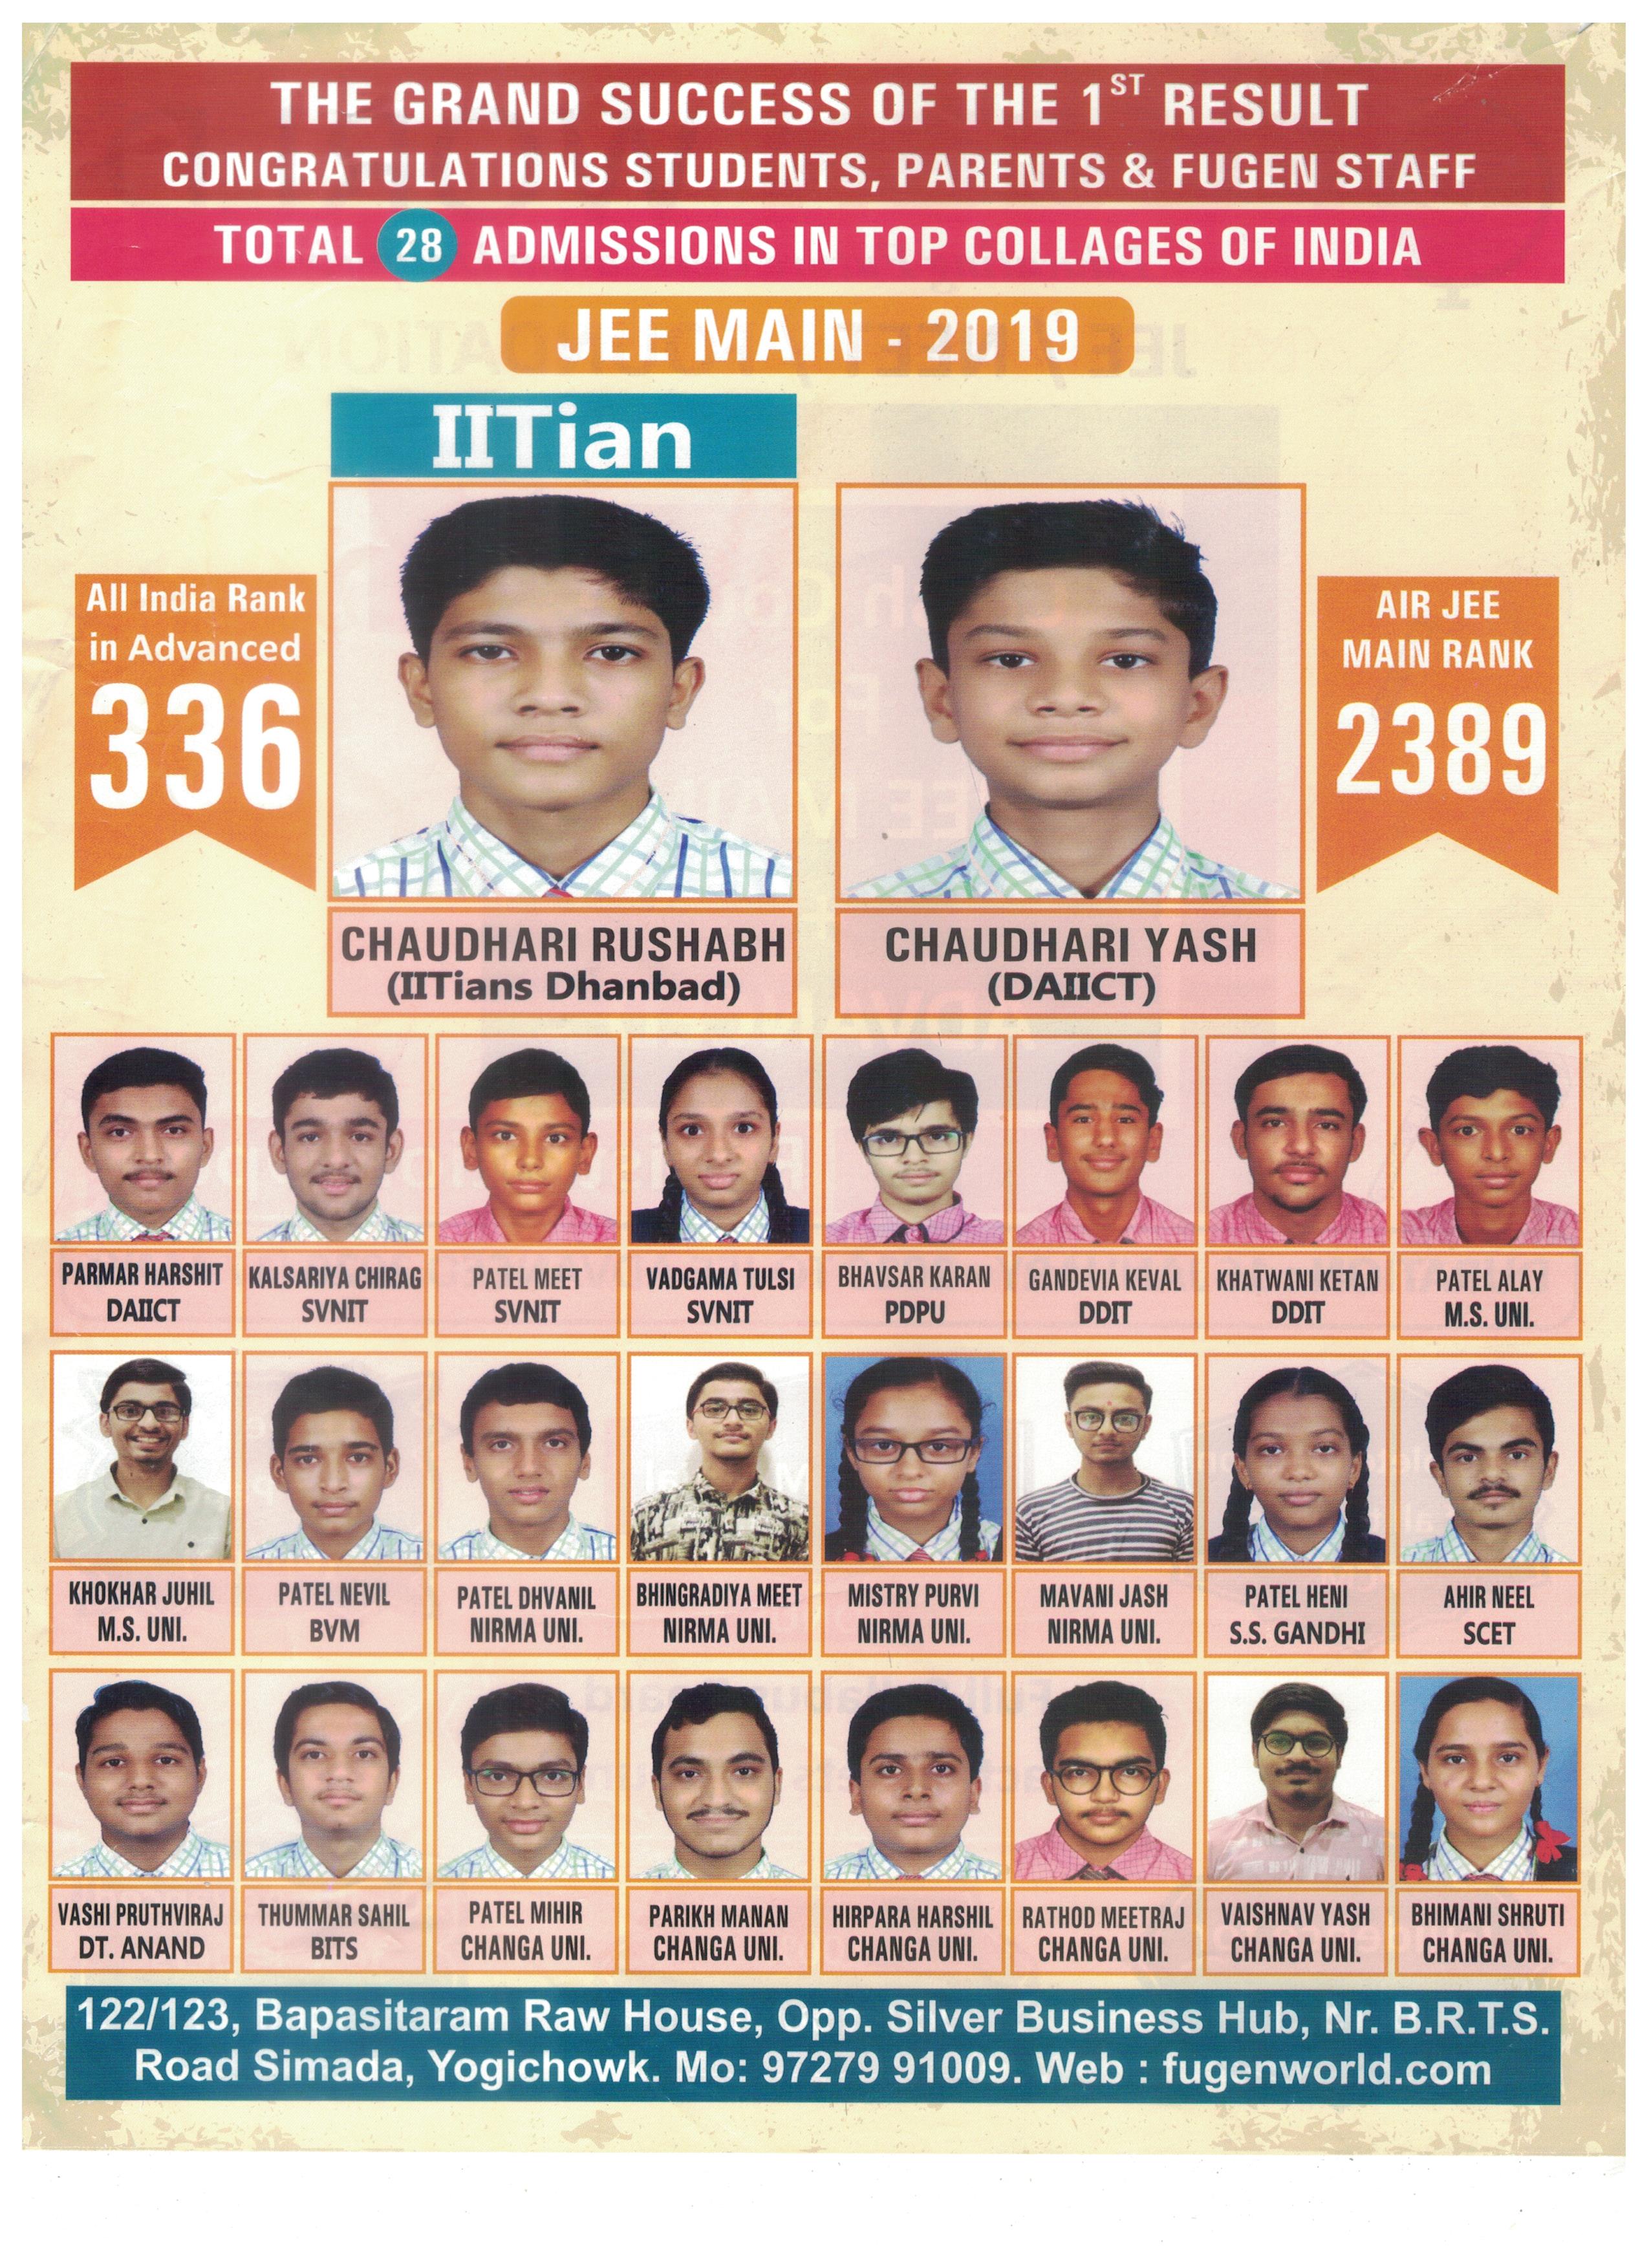 THE GRAND SUCCESS OF THE 1ST RESULT
CONGRATULATIONS STUDENTS, PARENTS & FUGEN STAFF
TOTAL 28 ADMISSIONS IN TOP COLLAGES OF INDIA
JEE MAIN - 2019
IITian
All India Rank
in Advanced
336
AIR JEE
MAIN RANK
2389
CHAUDHARI RUSHABH
(IITians Dhanbad)
CHAUDHARI YASH
(DAIICT)
PARMAR HARSHIT
DAIICT
KALSARIYA CHIRAG
SVNIT
PATEL MEET
SVNIT
VADGAMA TULSI
SVNIT
BHAVSAR KARAN
PDPU
GANDEVIA KEVAL
DDIT
KHATWANI KETAN
DDIT
PATEL ALAY
M.S. UNI.
KHOKHAR JUHIL
M.S. UNI.
PATEL NEVIL
BVM
PATEL DHVANIL
NIRMA UNI.
BHINGRADIYA MEET
NIRMA UNI.
MISTRY PURVI
NIRMA UNI.
MAVANI JASH
NIRMA UNI.
PATEL HENI
S.S. GANDHI
AHIR NEEL
SCET
VASHI PRUTHVIRAJ
DT. ANAND
THUMMAR SAHIL
BITS
PATEL MIHIR
CHANGA UNI.
PARIKH MANAN
CHANGA UNI.
HIRPARA HARSHIL
CHANGA UNI.
RATHOD MEETRAJ
CHANGA UNI.
VAISHNAV YASH
CHANGA UNI.
BHIMANI SHRUTI
CHANGA UNI.
122/123, Bapasitaram Raw House, Opp. Silver Business Hub, Nr. B.R.T.S.
Road Simada, Yogichowk. Mo: 97279 91009. Web : fugenworld.com